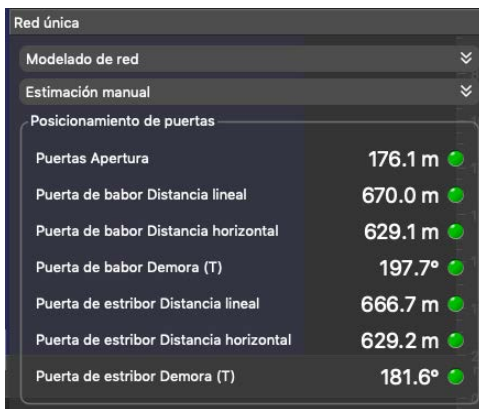 Red única
Modelado de red
Estimación manual
Posicionamiento de puertas
Puertas Apertura 176.1 m
Puerta de babor Distancia lineal 670.0 m
Puerta de babor Distancia horizontal 629.1 m
Puerta de babor Demora (T) 197.7°
Puerta de estribor Distancia lineal 666.7 m
Puerta de estribor Distancia horizontal 629.2 m
Puerta de estribor Demora (T) 181.6°